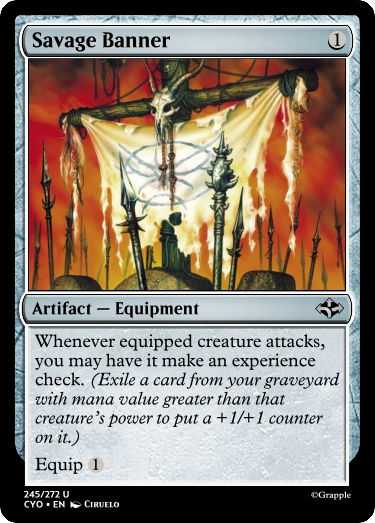 Savage Banner 1
Artifact — Equipment
Whenever equipped creature attacks,
you may have it make an experience
check. (Exile a card from your graveyard
with mana value greater than that
creature's power to put a +1/+1 counter
on it.)
Equip 1
245/272 U
CYO • EN Ciruelo
©Grapple